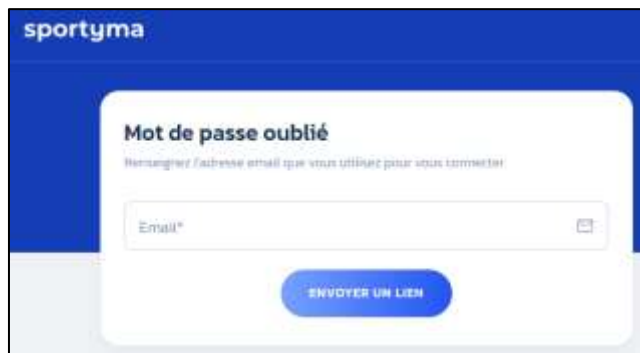 sportyma
Mot de passe oublié
Renseignez l'adresse email que vous utilisez pour vous connecter
Email*
ENVOYER UN LIEN